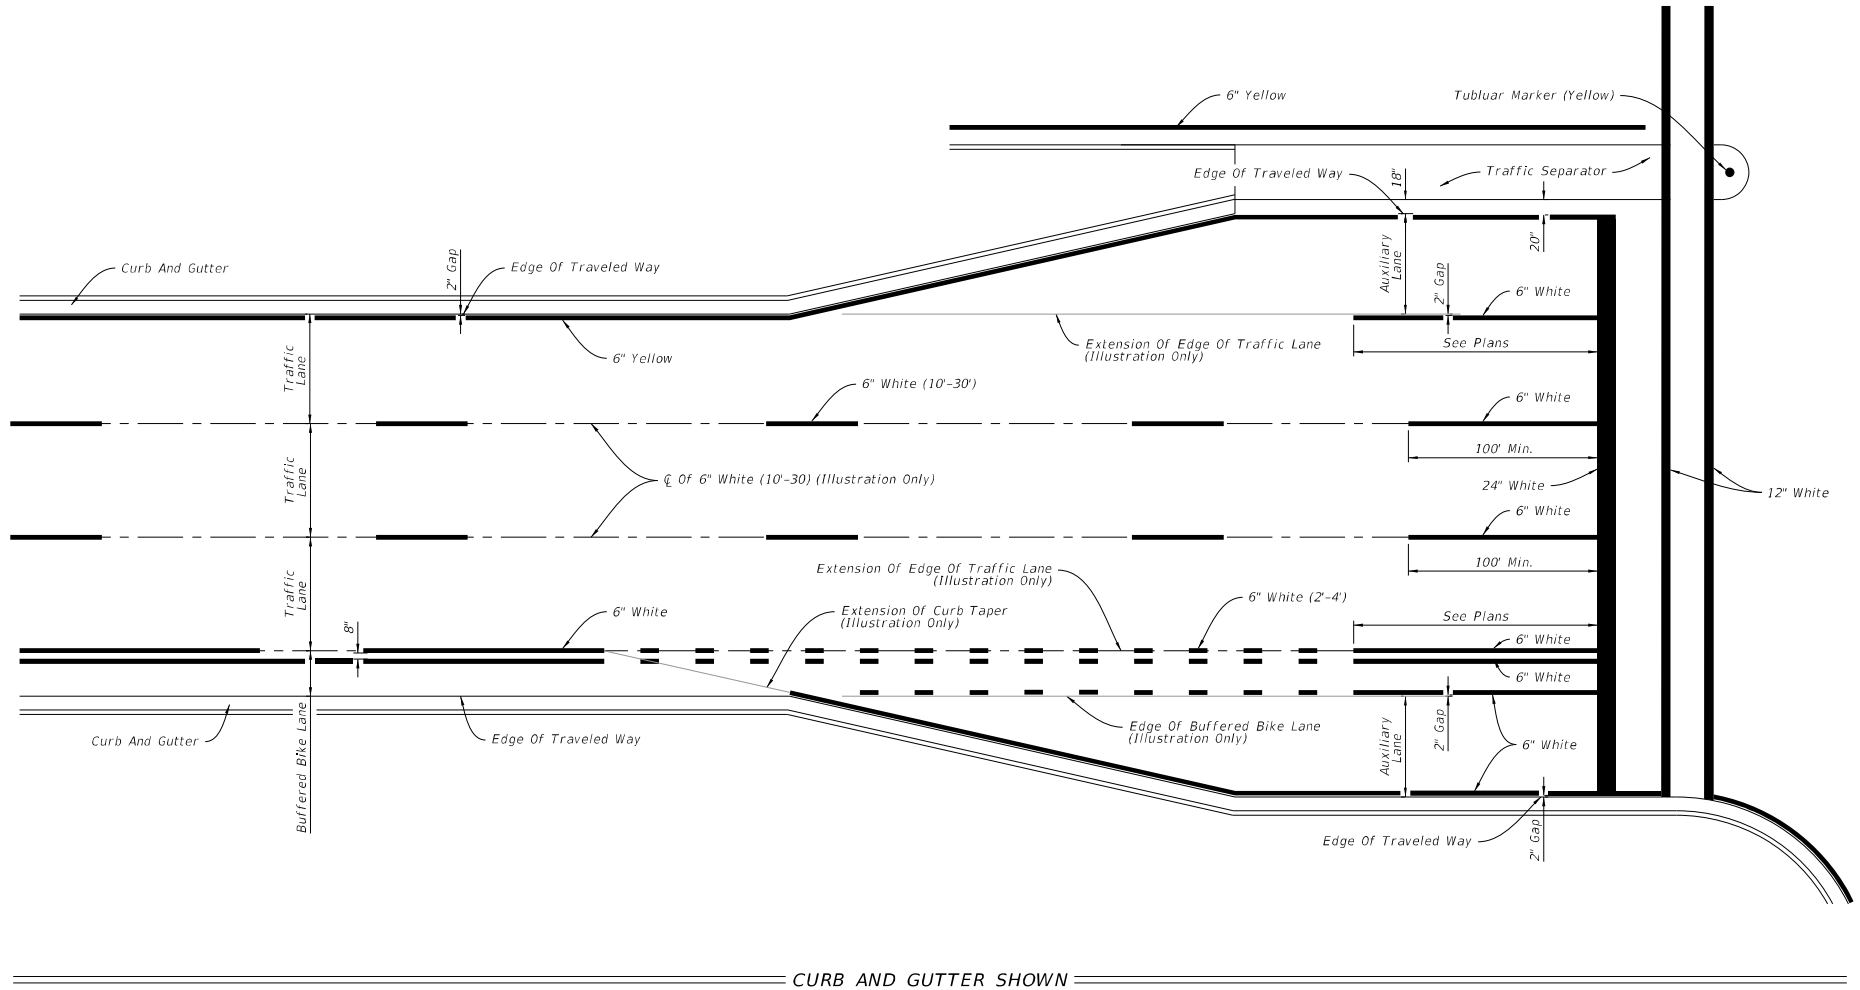 6" Yellow
Tubluar Marker (Yellow)
Edge Of Traveled Way
18"
Traffic Separator
20"
Curb And Gutter
2" Gap
Edge Of Traveled Way
Auxiliary
Lane
2" Gap
6" White
6" Yellow
Extension Of Edge Of Traffic Lane
(Illustration Only)
See Plans
Traffic
Lane
6" White (10'-30')
6" White
100' Min.
Traffic
Lane
℄ Of 6" White (10'-30) (Illustration Only)
24" White
12" White
6" White
Extension Of Edge Of Traffic Lane
(Illustration Only)
100' Min.
Traffic
Lane
8"
6" White
Extension Of Curb Taper
(Illustration Only)
6" White (2'-4')
See Plans
6" White
6" White
Curb And Gutter
Buffered Bike Lane
Edge Of Traveled Way
Edge Of Buffered Bike Lane
(Illustration Only)
Auxiliary
Lane
2" Gap
6" White
Edge Of Traveled Way
2" Gap
CURB AND GUTTER SHOWN